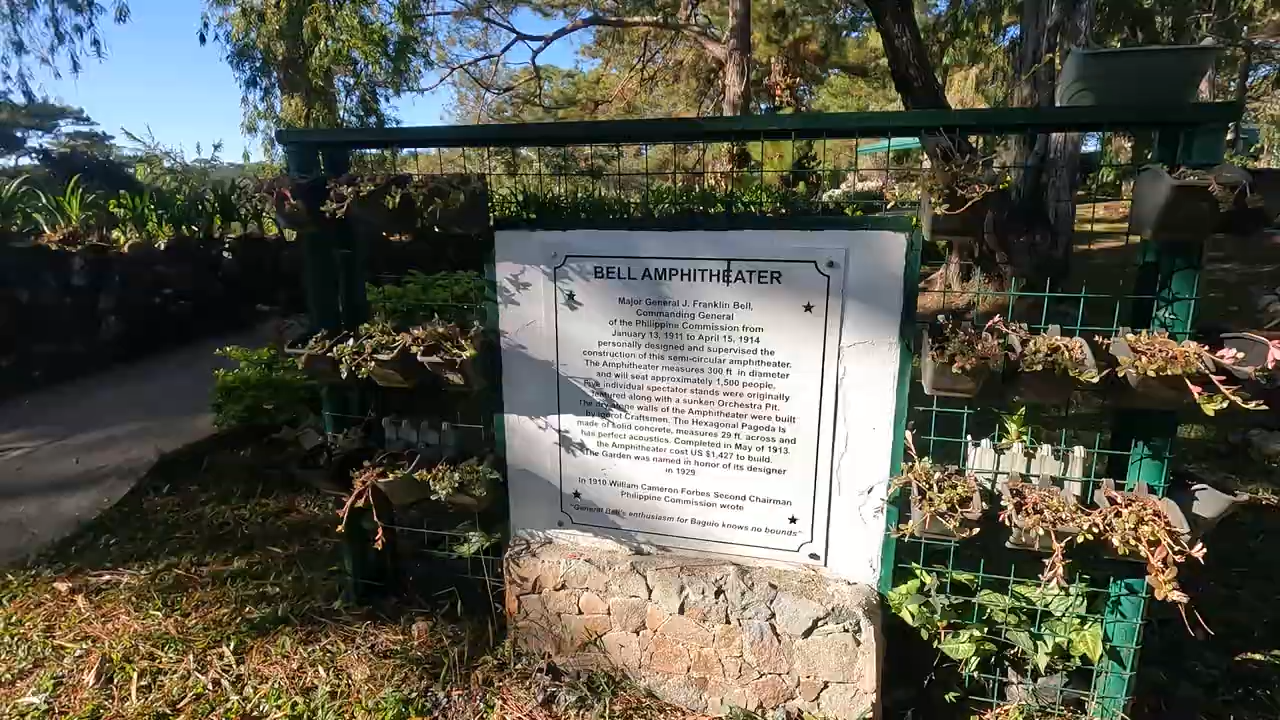 BELL AMPHITHEATER
Major General J. Franklin Bell,
Commanding General
of the Philippine Commission from
January 13, 1911 to April 15, 1914
personally designed and supervised the
construction of this semi-circular amphitheater.
The Amphitheater measures 300 ft in diameter
and will seat approximately 1,500 people.
Five individual spectator stands were originally
featured along with a sunken Orchestra Pit.
The dry stone walls of the Amphitheater were built
by Igorot Craftsmen. The Hexagonal Pagoda is
made of solid concrete, measures 29 ft. across and
has perfect acoustics. Completed in May of 1913.
the Amphitheater cost US $1,427 to build.
The Garden was named in honor of its designer
in 1929
In 1910 William Cameron Forbes Second Chairman
Philippine Commission wrote
"General Bell's enthusiasm for Baguio knows no bounds"